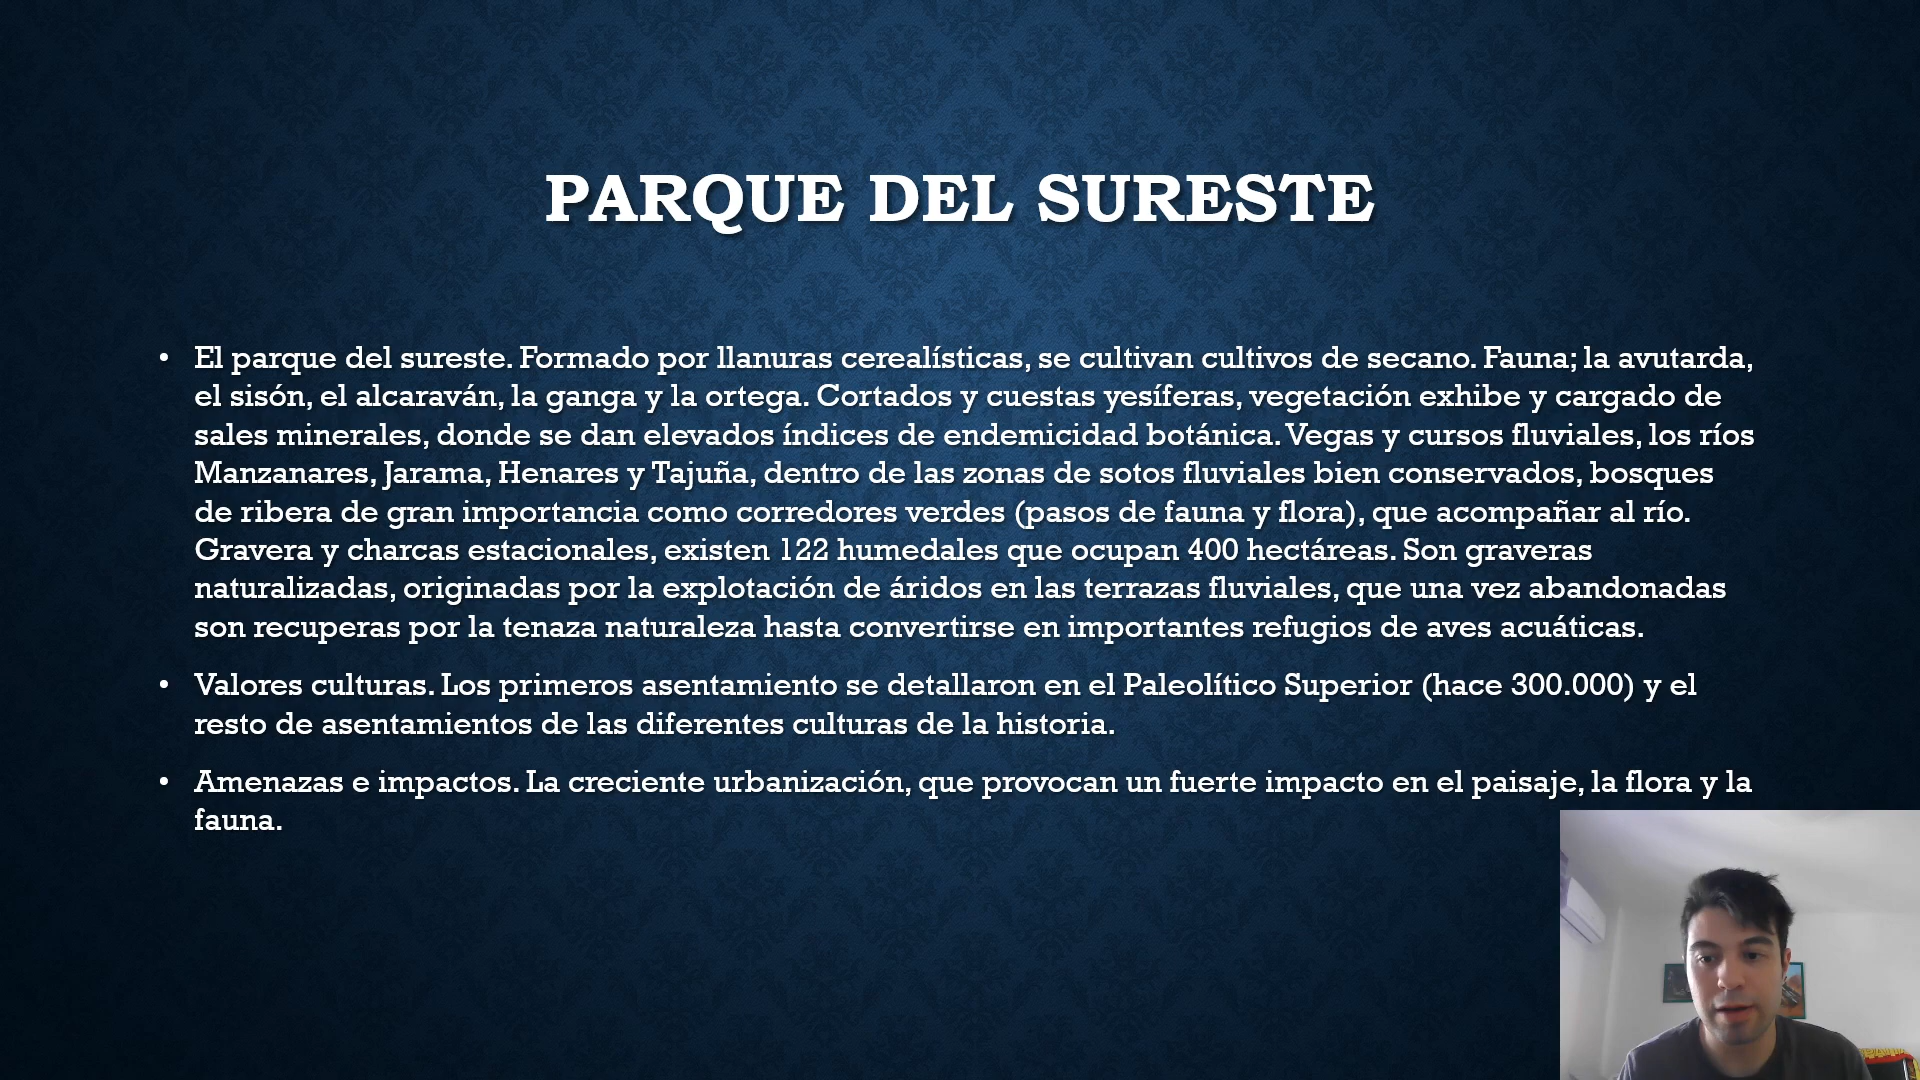 PARQUE DEL SURESTE
• El parque del sureste. Formado por llanuras cerealísticas, se cultivan cultivos de secano. Fauna; la avutarda,
el sisón, el alcaraván, la ganga y la ortega. Cortados y cuestas yesíferas, vegetación exhibe y cargado de
sales minerales, donde se dan elevados índices de endemicidad botánica. Vegas y cursos fluviales, los ríos
Manzanares, Jarama, Henares y Tajuña, dentro de las zonas de sotos fluviales bien conservados, bosques
de ribera de gran importancia como corredores verdes (pasos de fauna y flora), que acompañar al río.
Gravera y charcas estacionales, existen 122 humedales que ocupan 400 hectáreas. Son graveras
naturalizadas, originadas por la explotación de áridos en las terrazas fluviales, que una vez abandonadas
son recuperas por la tenaza naturaleza hasta convertirse en importantes refugios de aves acuáticas.
• Valores culturas. Los primeros asentamiento se detallaron en el Paleolítico Superior (hace 300.000) y el
resto de asentamientos de las diferentes culturas de la historia.
• Amenazas e impactos. La creciente urbanización, que provocan un fuerte impacto en el paisaje, la flora y la
fauna.